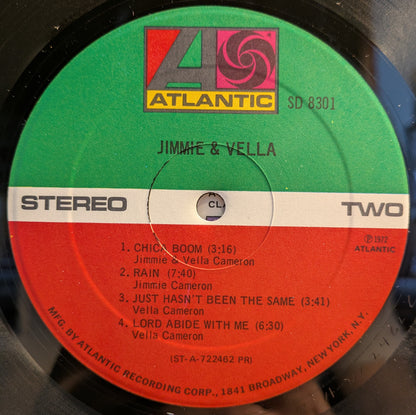 ATLANTIC
SD 8301
JIMMIE & VELLA
STEREO
TWO
℗ 1972
ATLANTIC
1. CHICA BOOM (3:16)
Jimmie & Vella Cameron
2. RAIN (7:40)
Jimmie Cameron
3. JUST HASN'T BEEN THE SAME (3:41)
Vella Cameron
4. LORD ABIDE WITH ME (6:30)
Vella Cameron
(ST-A-722462 PR)
MFG. BY ATLANTIC RECORDING CORP., 1841 BROADWAY, NEW YORK, N.Y.